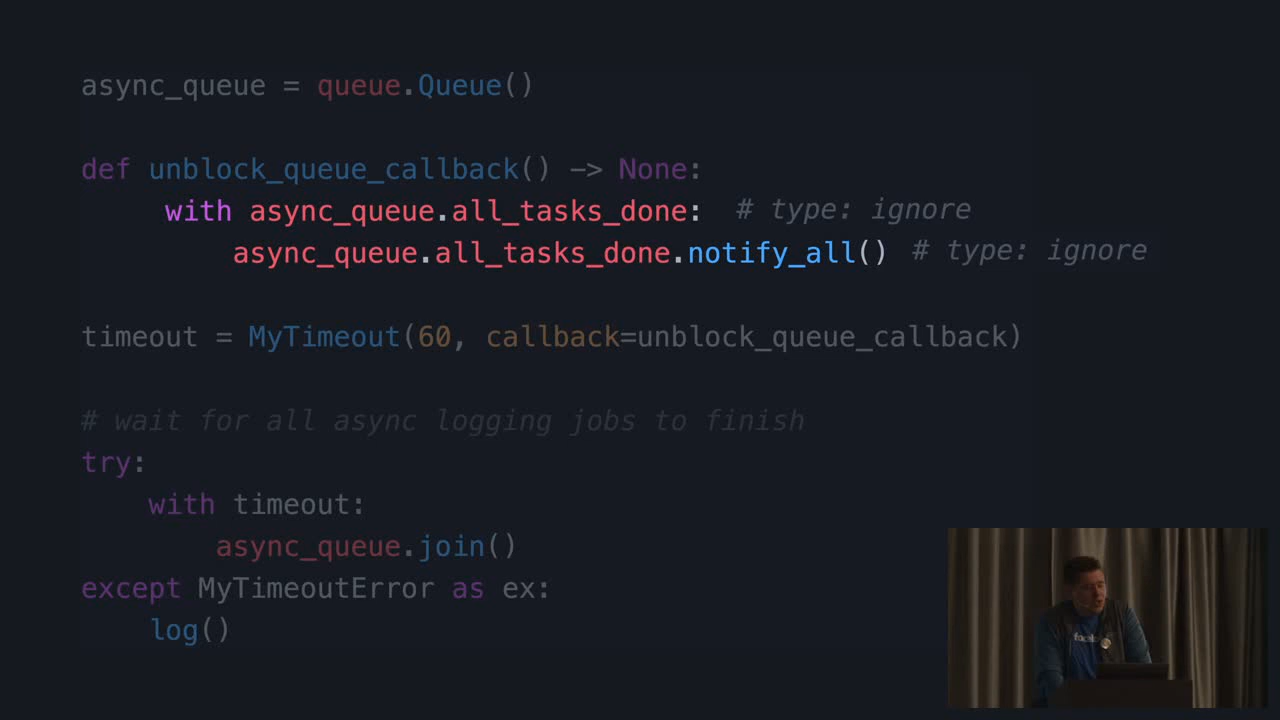 async_queue = queue.Queue()
def unblock_queue_callback() -> None:
with async_queue.all_tasks_done: # type: ignore
async_queue.all_tasks_done.notify_all() # type: ignore
timeout = MyTimeout(60, callback=unblock_queue_callback)
# wait for all async logging jobs to finish
try:
with timeout:
async_queue.join()
except MyTimeoutError as ex:
log()